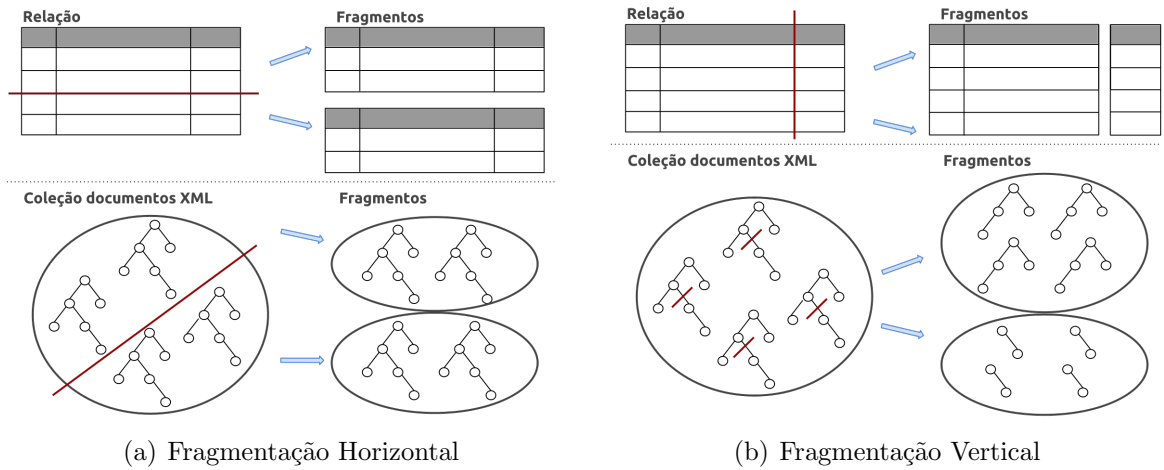 Relação
Fragmentos
Coleção documentos XML
Fragmentos
(a) Fragmentação Horizontal
Relação
Fragmentos
Coleção documentos XML
Fragmentos
(b) Fragmentação Vertical